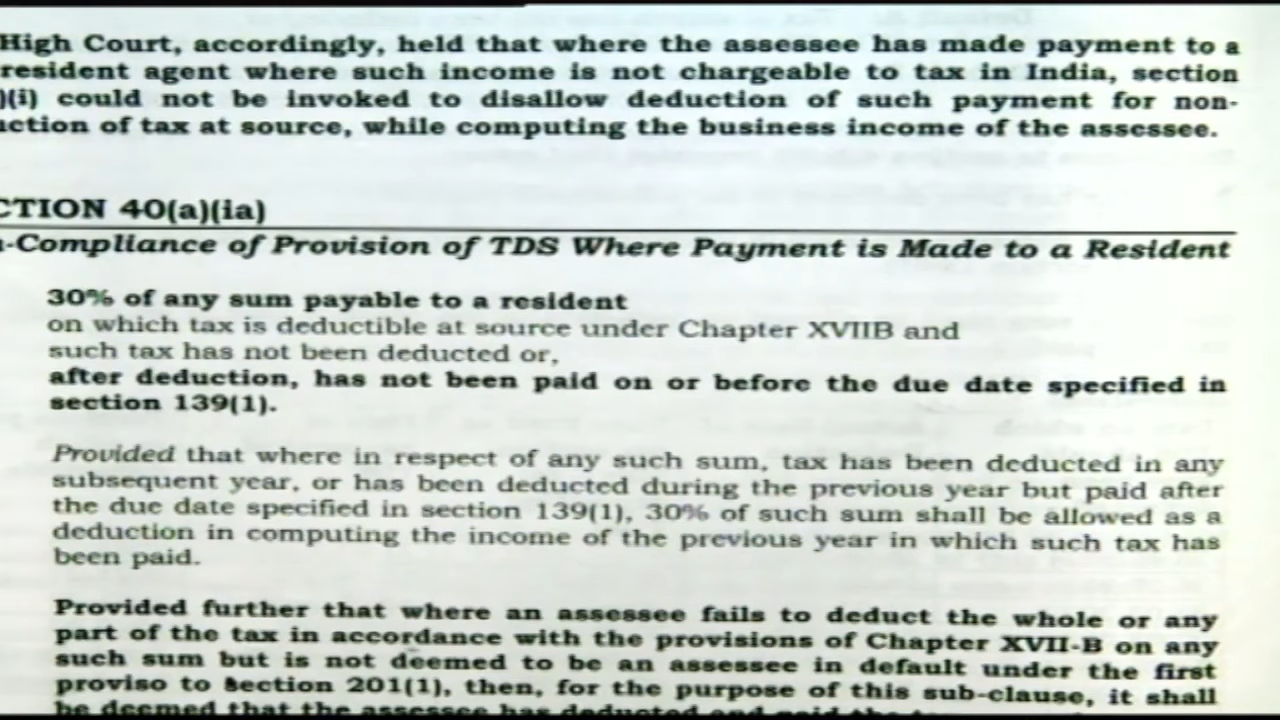 High Court, accordingly, held that where the assessee has made payment to a
resident agent where such income is not chargeable to tax in India, section
)(i) could not be invoked to disallow deduction of such payment for non-
uction of tax at source, while computing the business income of the assessee.
CTION 40(a)(ia)
-Compliance of Provision of TDS Where Payment is Made to a Resident
30% of any sum payable to a resident
on which tax is deductible at source under Chapter XVIIB and
such tax has not been deducted or,
after deduction, has not been paid on or before the due date specified in
section 139(1).
Provided that where in respect of any such sum, tax has been deducted in any
subsequent year, or has been deducted during the previous year but paid after
the due date specified in section 139(1), 30% of such sum shall be allowed as a
deduction in computing the income of the previous year in which such tax has
been paid.
Provided further that where an assessee fails to deduct the whole or any
part of the tax in accordance with the provisions of Chapter XVII-B on any
such sum but is not deemed to be an assessee in default under the first
proviso to section 201(1), then, for the purpose of this sub-clause, it shall
be deemed that the assessee has deducted and paid the